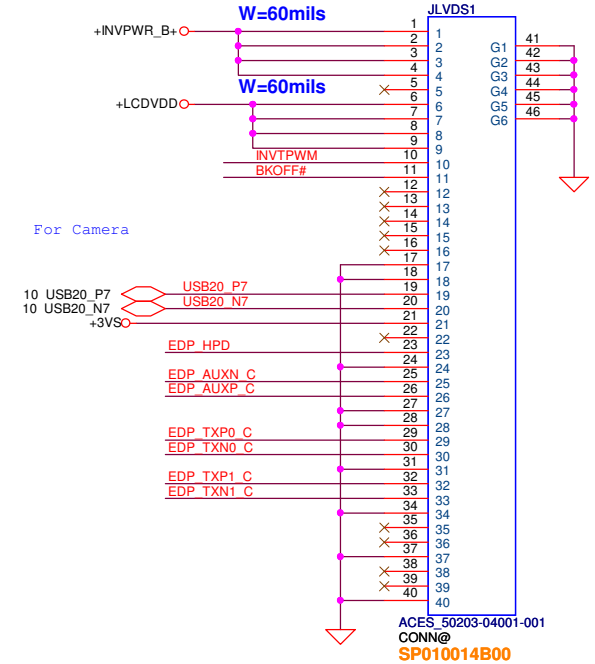 W=60mils
JLVDS1
+INVPWR_B+
1 1
2 2
3 3
4 4
G1 41
G2 42
G3 43
G4 44
G5 45
G6 46
W=60mils
5 5
+LCDVDD
6 6
7 7
8 8
9 9
INVTPWM 10 10
BKOFF# 11 11
12 12
13 13
14 14
15 15
16 16
For Camera
17 17
18 18
10 USB20_P7 USB20_P7 19 19
10 USB20_N7 USB20_N7 20 20
+3VS 21 21
22 22
EDP_HPD 23 23
24 24
EDP_AUXN_C 25 25
EDP_AUXP_C 26 26
27 27
28 28
EDP_TXP0_C 29 29
EDP_TXN0_C 30 30
31 31
EDP_TXP1_C 32 32
EDP_TXN1_C 33 33
34 34
35 35
36 36
37 37
38 38
39 39
40 40
ACES_50203-04001-001
CONN@
SP010014B00